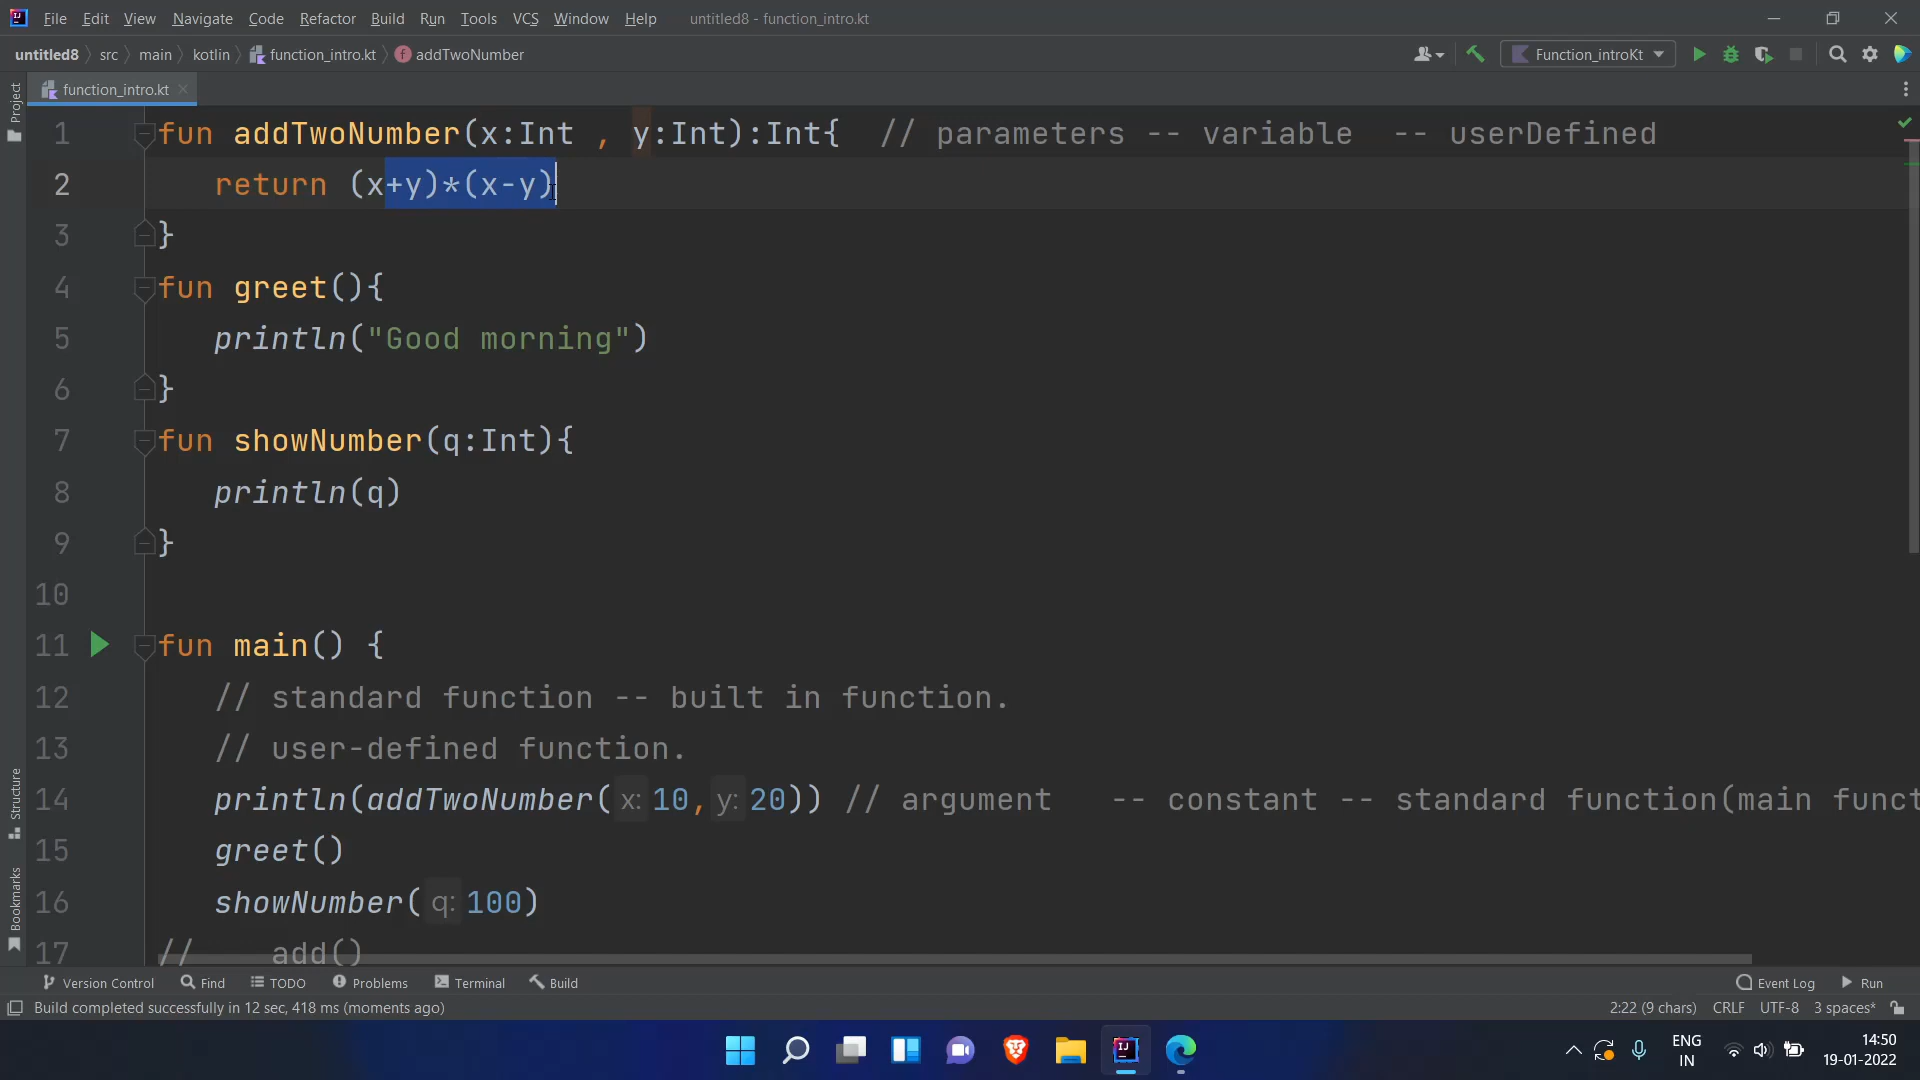 File Edit View Navigate Code Refactor Build Run Tools VCS Window Help untitled8 - function_intro.kt
untitled8 src main kotlin function_intro.kt addTwoNumber Function_introKt
function_intro.kt
Project
1 fun addTwoNumber(x:Int , y:Int):Int{ // parameters -- variable -- userDefined
2 return (x+y)*(x-y)
3 }
4 fun greet(){
5 println("Good morning")
6 }
7 fun showNumber(q:Int){
8 println(q)
9 }
10
11 fun main() {
12 // standard function -- built in function.
13 // user-defined function.
14 println(addTwoNumber( x: 10, y: 20)) // argument -- constant -- standard function(main funct
15 greet()
16 showNumber( q: 100)
17 // add()
Structure
Bookmarks
Version Control Find TODO Problems Terminal Build Event Log Run
Build completed successfully in 12 sec, 418 ms (moments ago) 2:22 (9 chars) CRLF UTF-8 3 spaces*
ENG
IN
14:50
19-01-2022